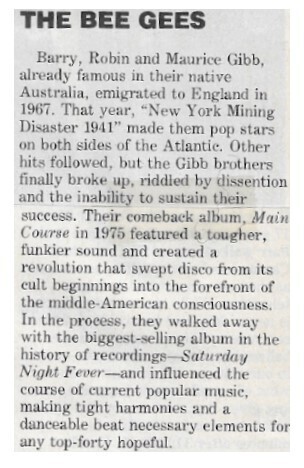 THE BEE GEES
Barry, Robin and Maurice Gibb,
already famous in their native
Australia, emigrated to England in
1967. That year, “New York Mining
Disaster 1941” made them pop stars
on both sides of the Atlantic. Other
hits followed, but the Gibb brothers
finally broke up, riddled by dissention
and the inability to sustain their
success. Their comeback album, Main
Course in 1975 featured a tougher,
funkier sound and created a
revolution that swept disco from its
cult beginnings into the forefront of
the middle-American consciousness.
In the process, they walked away
with the biggest-selling album in the
history of recordings—Saturday
Night Fever—and influenced the
course of current popular music,
making tight harmonies and a
danceable beat necessary elements for
any top-forty hopeful.